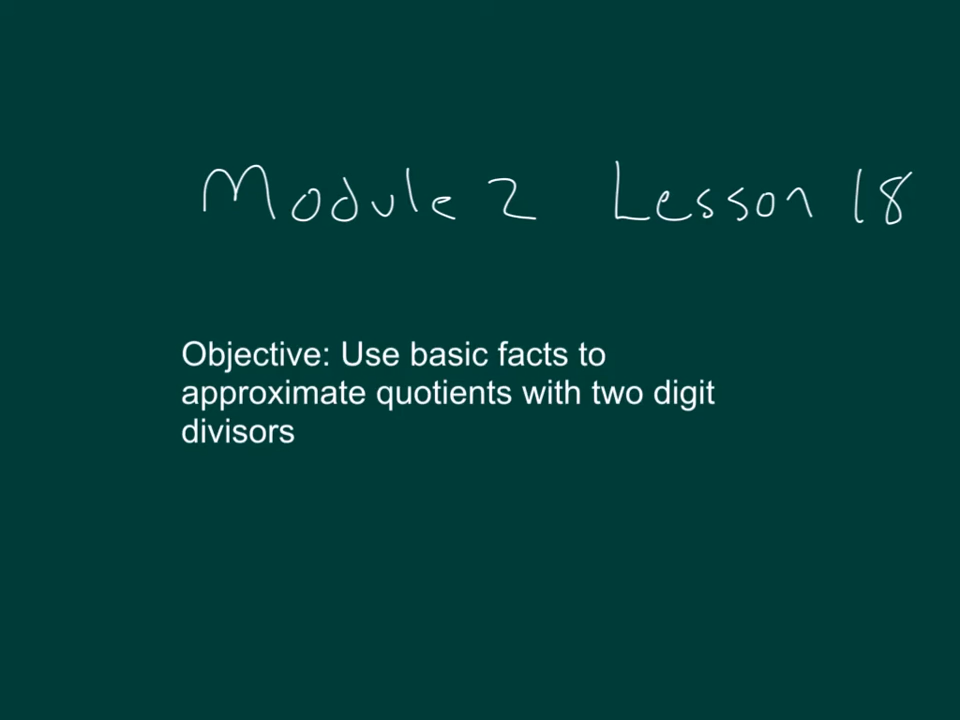 Module 2 Lesson 18
Objective: Use basic facts to
approximate quotients with two digit
divisors